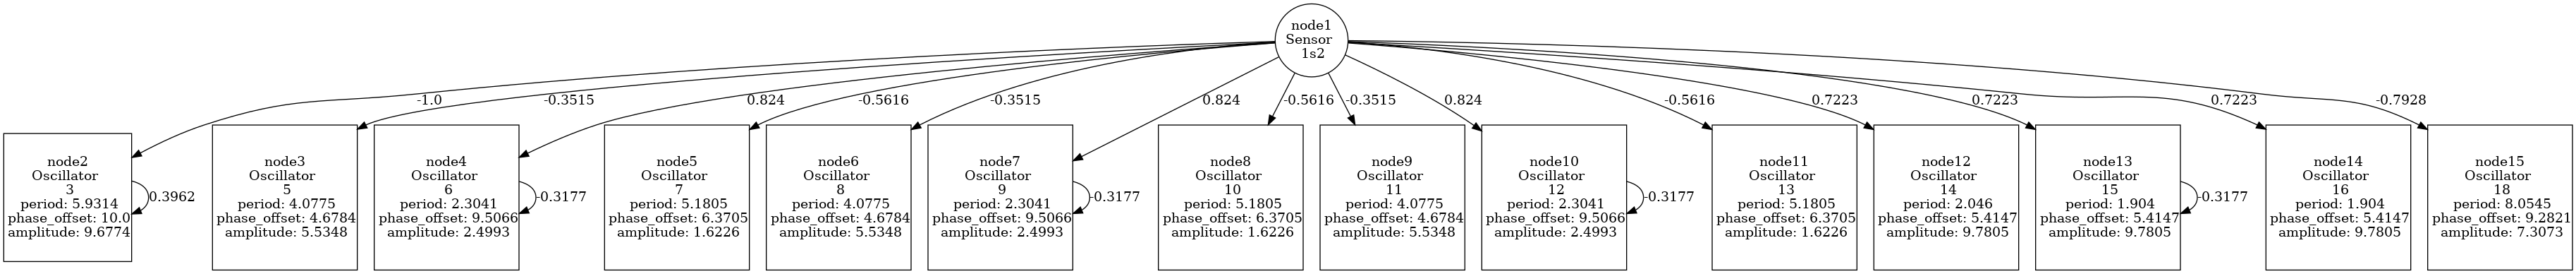 node1
Sensor
1s2
-1.0
-0.3515
0.824
-0.5616
-0.3515
0.824
-0.5616
-0.3515
0.824
-0.5616
0.7223
0.7223
0.7223
-0.7928
node2
Oscillator
3
period: 5.9314
phase_offset: 10.0
amplitude: 9.6774
0.3962
node3
Oscillator
5
period: 4.0775
phase_offset: 4.6784
amplitude: 5.5348
node4
Oscillator
6
period: 2.3041
phase_offset: 9.5066
amplitude: 2.4993
-0.3177
node5
Oscillator
7
period: 5.1805
phase_offset: 6.3705
amplitude: 1.6226
node6
Oscillator
8
period: 4.0775
phase_offset: 4.6784
amplitude: 5.5348
node7
Oscillator
9
period: 2.3041
phase_offset: 9.5066
amplitude: 2.4993
-0.3177
node8
Oscillator
10
period: 5.1805
phase_offset: 6.3705
amplitude: 1.6226
node9
Oscillator
11
period: 4.0775
phase_offset: 4.6784
amplitude: 5.5348
node10
Oscillator
12
period: 2.3041
phase_offset: 9.5066
amplitude: 2.4993
-0.3177
node11
Oscillator
13
period: 5.1805
phase_offset: 6.3705
amplitude: 1.6226
node12
Oscillator
14
period: 2.046
phase_offset: 5.4147
amplitude: 9.7805
node13
Oscillator
15
period: 1.904
phase_offset: 5.4147
amplitude: 9.7805
-0.3177
node14
Oscillator
16
period: 1.904
phase_offset: 5.4147
amplitude: 9.7805
node15
Oscillator
18
period: 8.0545
phase_offset: 9.2821
amplitude: 7.3073